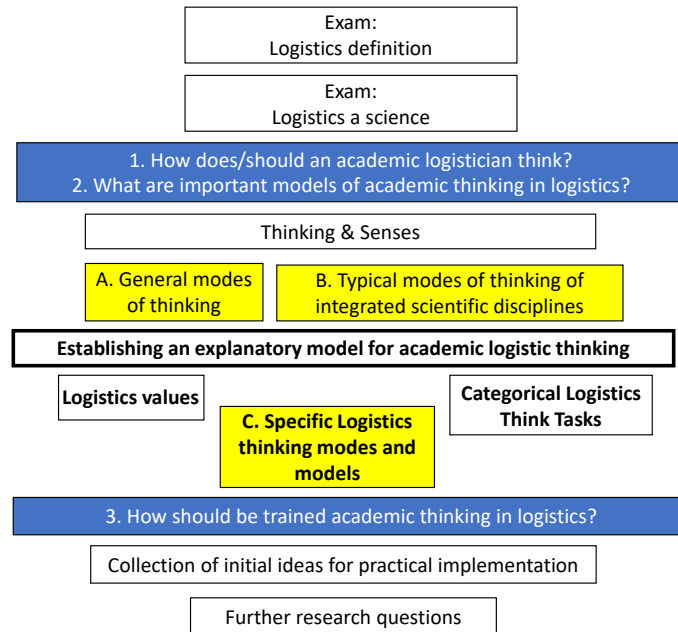 Exam:
Logistics definition
Exam:
Logistics a science
1. How does/should an academic logistician think?
2. What are important models of academic thinking in logistics?
Thinking & Senses
A. General modes
of thinking
B. Typical modes of thinking of
integrated scientific disciplines
Establishing an explanatory model for academic logistic thinking
Logistics values
Categorical Logistics
Think Tasks
C. Specific Logistics
thinking modes and
models
3. How should be trained academic thinking in logistics?
Collection of initial ideas for practical implementation
Further research questions